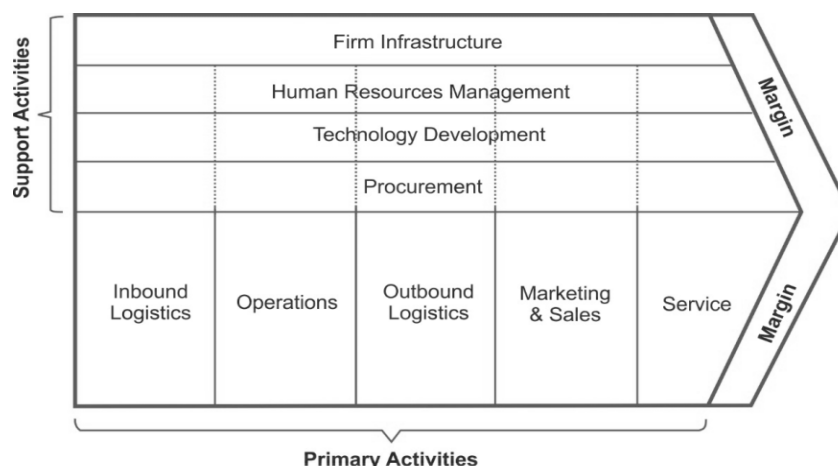 Support Activities
Firm Infrastructure
Human Resources Management
Technology Development
Procurement
Margin
Inbound
Logistics
Operations
Outbound
Logistics
Marketing
& Sales
Service
Margin
Primary Activities